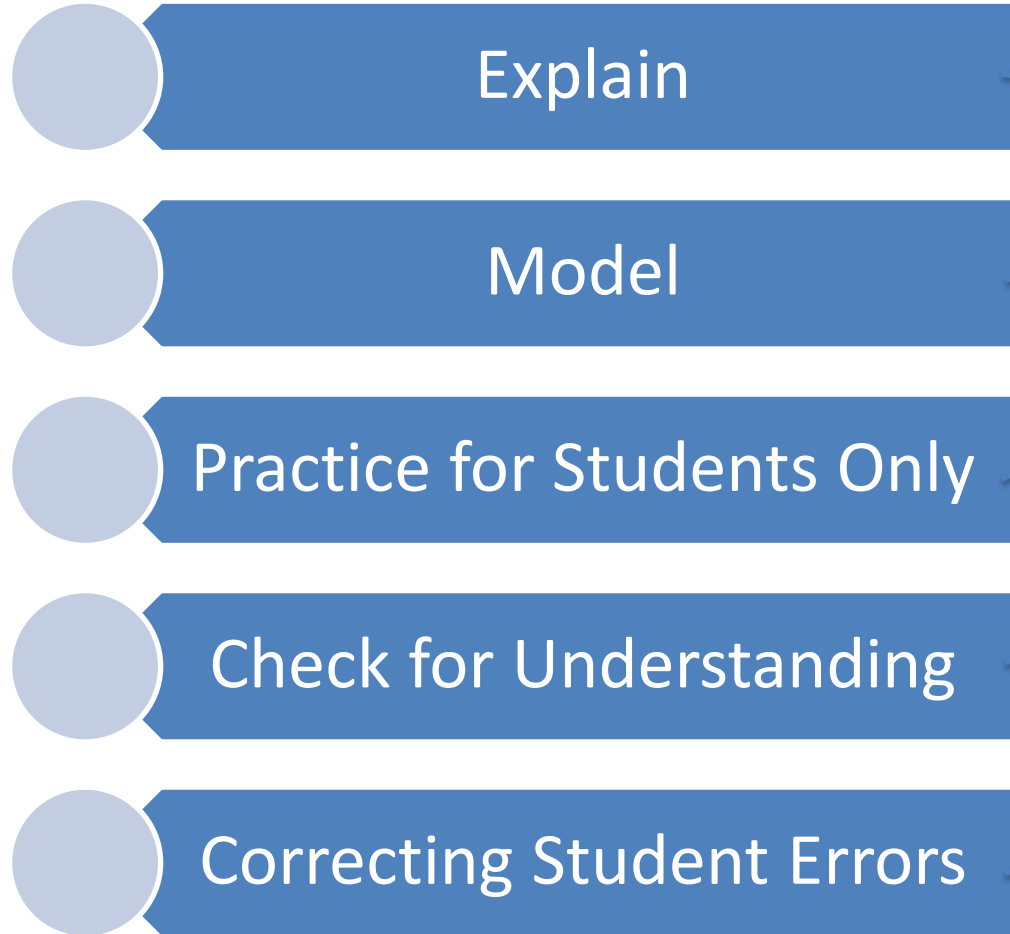 Explain
Model
Practice for Students Only
Check for Understanding
Correcting Student Errors